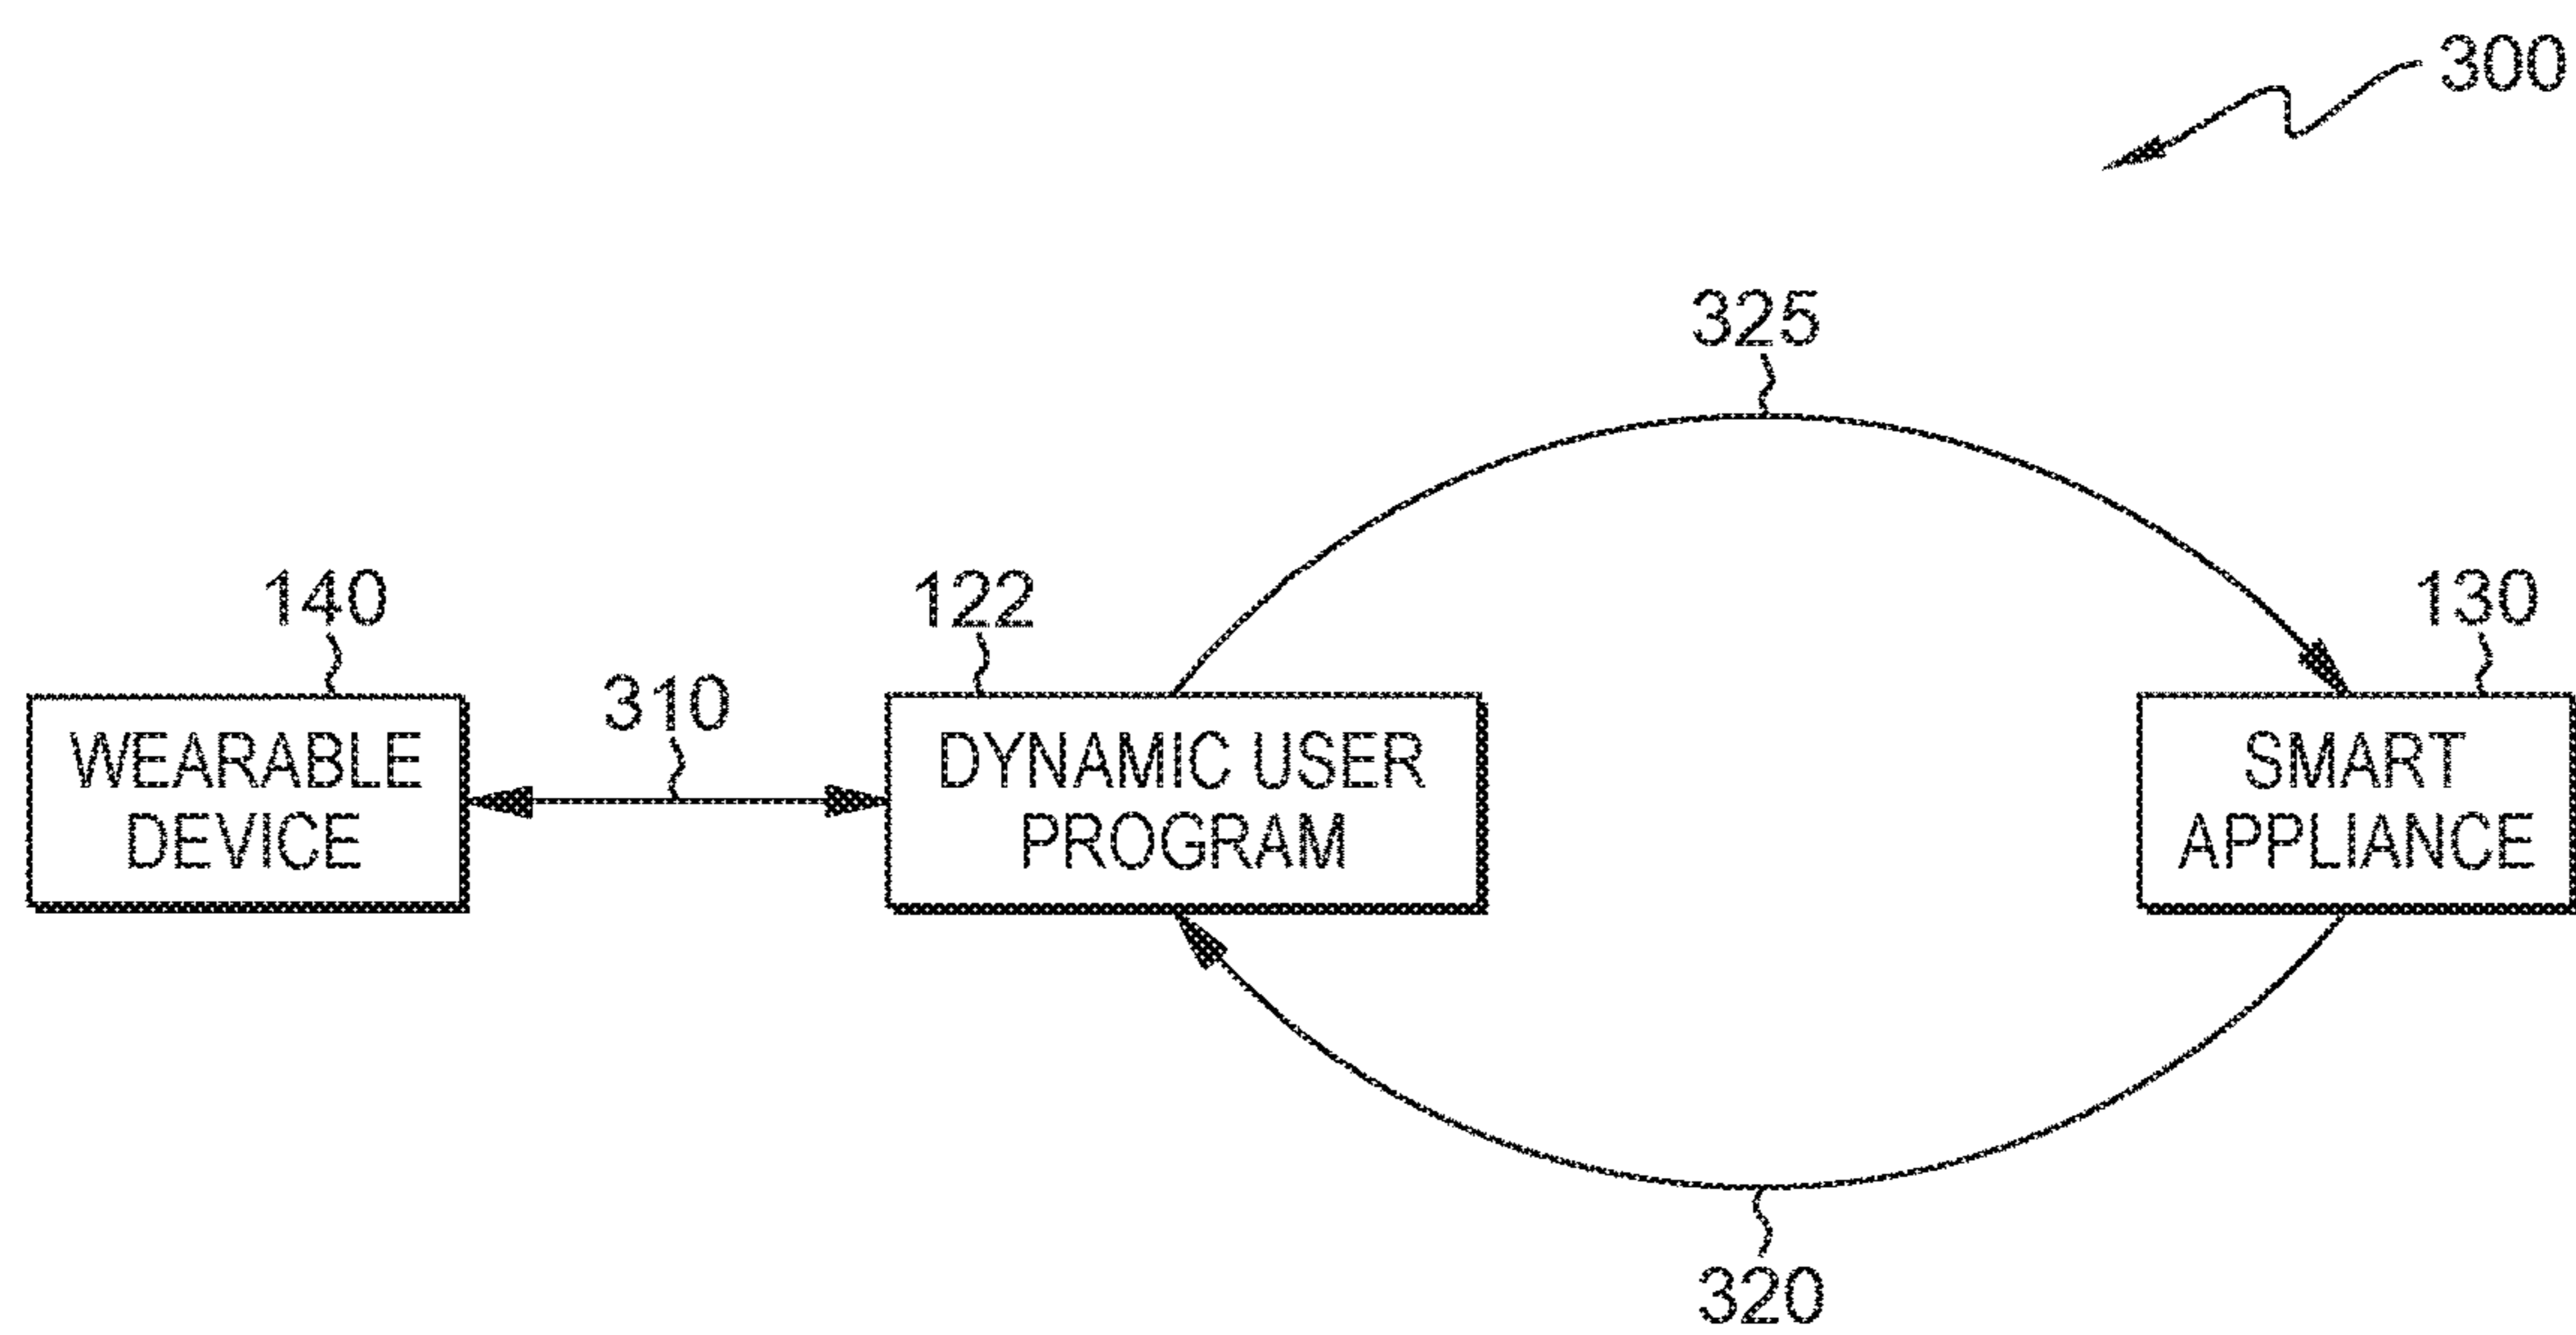 300
325
140
122
130
310
WEARABLE
DEVICE
DYNAMIC USER
PROGRAM
SMART
APPLIANCE
320